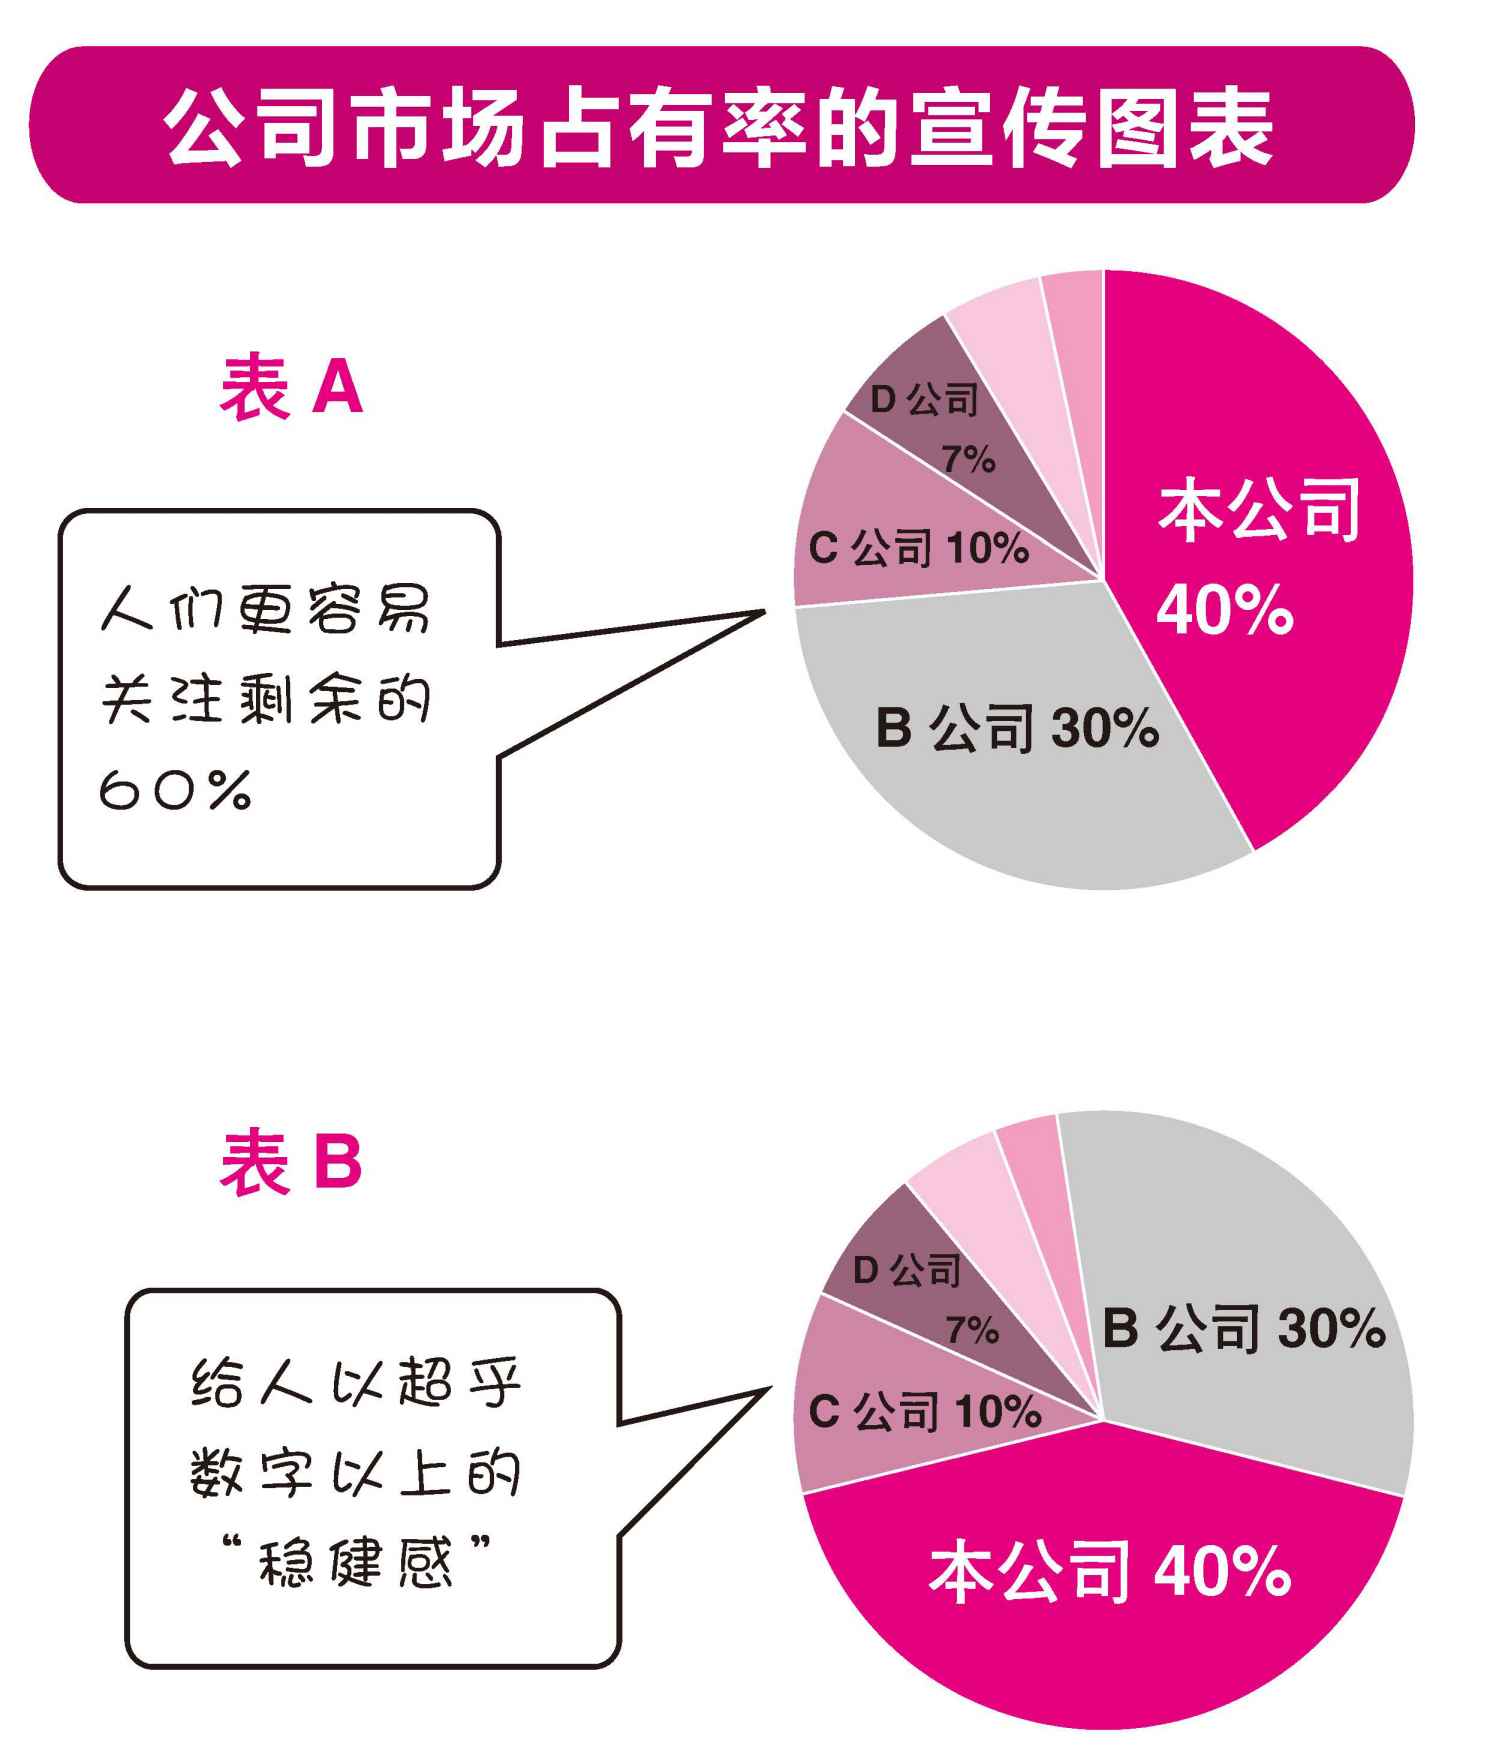 公司市场占有率的宣传图表
表 A
人们更容易
关注剩余的
60%
D 公司
7%
C 公司 10%
本公司
40%
B 公司 30%
表 B
给人以超乎
数字以上的
“稳健感”
D 公司
7%
C 公司 10%
B 公司 30%
本公司 40%